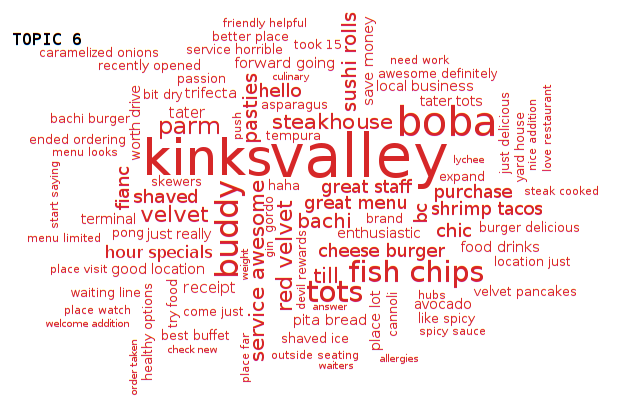 TOPIC 6
friendly helpful
better place
caramelized onions
service horrible
took 15
sushi rolls
save money
need work
recently opened
forward going
awesome definitely
passion
culinary
local business
bit dry
trifecta
pasties
hello
asparagus
tater tots
worth drive
bachi burger
tater
parm
push
steakhouse
boba
just delicious
yard house
nice addition
love restaurant
ended ordering
tempura
menu looks
kinks
valley
lychee
start saying
fianc
skewers
haha
great staff
expand
purchase
steak cooked
shaved
buddy
great menu
bc
shrimp tacos
terminal
velvet
service awesome
gordo
gin
red velvet
bachi
brand
chic
burger delicious
menu limited
pong
just really
enthusiastic
hour specials
weight
devil rewards
cheese burger
food drinks
place visit
good location
till
fish chips
location just
waiting line
healthy options
try food
receipt
tots
hubs
velvet pancakes
place watch
come just
answer
place lot
cannoli
avocado
welcome addition
pita bread
like spicy
best buffet
shaved ice
spicy sauce
order taken
check new
place far
outside seating
allergies
waiters